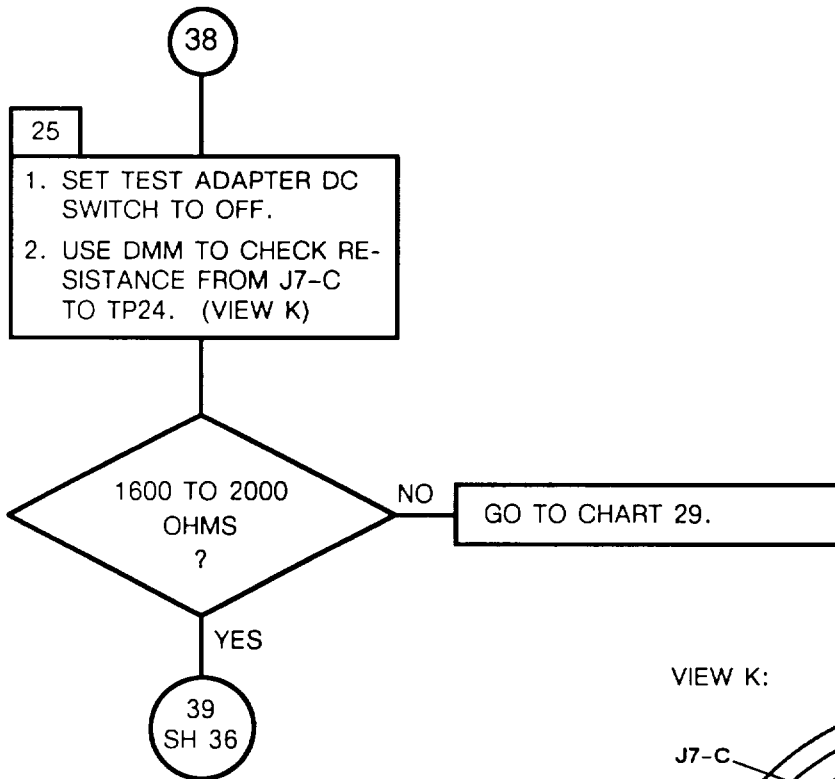 38
25
1. SET TEST ADAPTER DC
SWITCH TO OFF.
2. USE DMM TO CHECK RE-
SISTANCE FROM J7-C
TO TP24. (VIEW K)
1600 TO 2000
OHMS
?
NO
GO TO CHART 29.
YES
39
SH 36
VIEW K:
J7-C